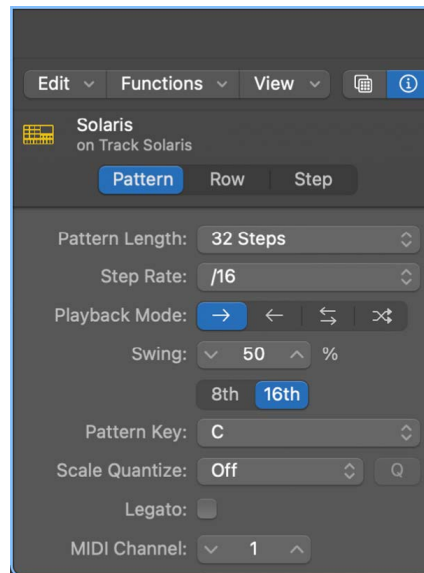 Edit Functions View
Solaris
on Track Solaris
Pattern Row Step
Pattern Length: 32 Steps
Step Rate: /16
Playback Mode:
Swing: 50 %
8th 16th
Pattern Key: C
Scale Quantize: Off Q
Legato:
MIDI Channel: 1